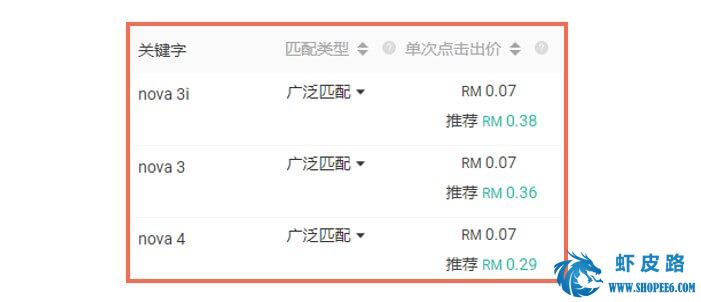 关键字 匹配类型 单次点击出价
nova 3i 广泛匹配 RM 0.07
推荐 RM 0.38
nova 3 广泛匹配 RM 0.07
推荐 RM 0.36
nova 4 广泛匹配 RM 0.07
推荐 RM 0.29
虾皮路
WWW.SHOPEE6.COM